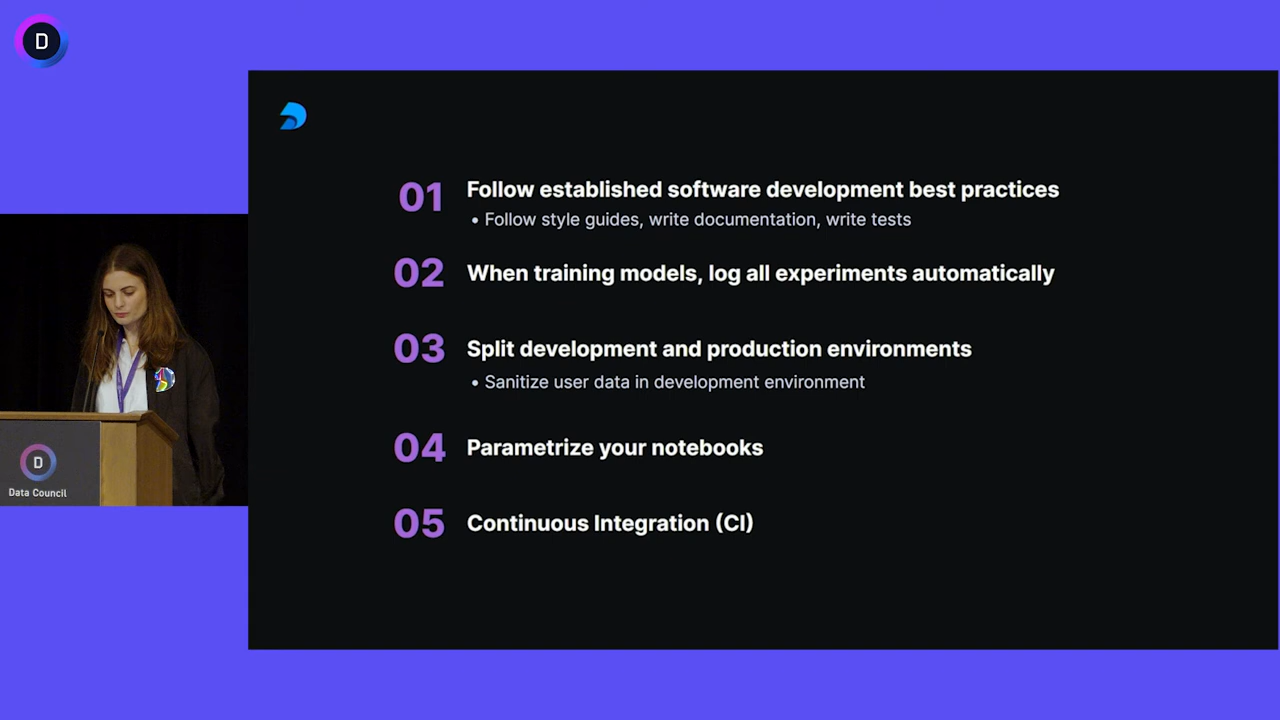 D
01
Follow established software development best practices
• Follow style guides, write documentation, write tests
02
When training models, log all experiments automatically
03
Split development and production environments
• Sanitize user data in development environment
04
Parametrize your notebooks
05
Continuous Integration (CI)
D
Data Council